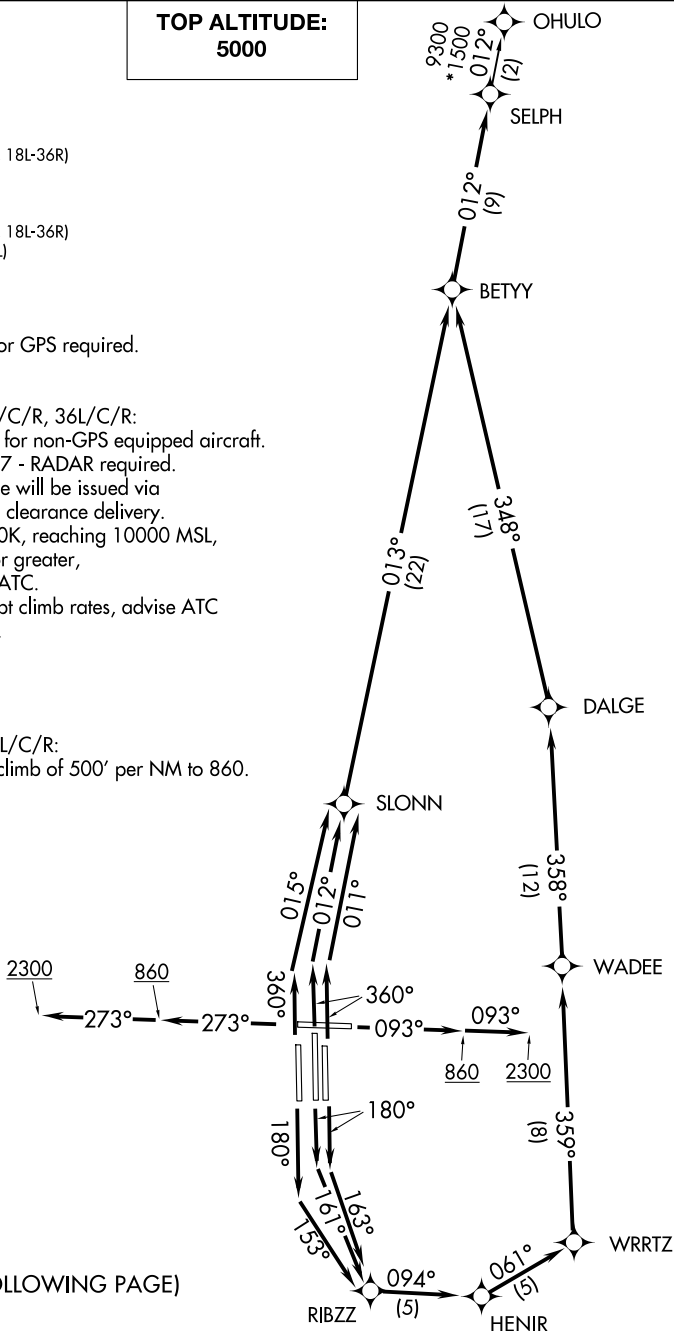 TOP ALTITUDE:
5000
OHULO
9300
*1500
012°
(2)
SELPH
18L-36R)
012°
(9)
18L-36R)
)
BETYY
or GPS required.
/C/R, 36L/C/R:
for non-GPS equipped aircraft.
7 - RADAR required.
e will be issued via
clearance delivery.
0K, reaching 10000 MSL,
or greater,
ATC.
pt climb rates, advise ATC
348°
(17)
013°
(22)
DALGE
L/C/R:
climb of 500' per NM to 860.
SLONN
015°
012°
011°
358°
(12)
WADEE
2300
860
360°
360°
273°
273°
093°
093°
860
2300
180°
180°
359°
(8)
153°
161°
163°
WRRTZ
OLLOWING PAGE)
094°
(5)
061°
(5)
RIBZZ
HENIR